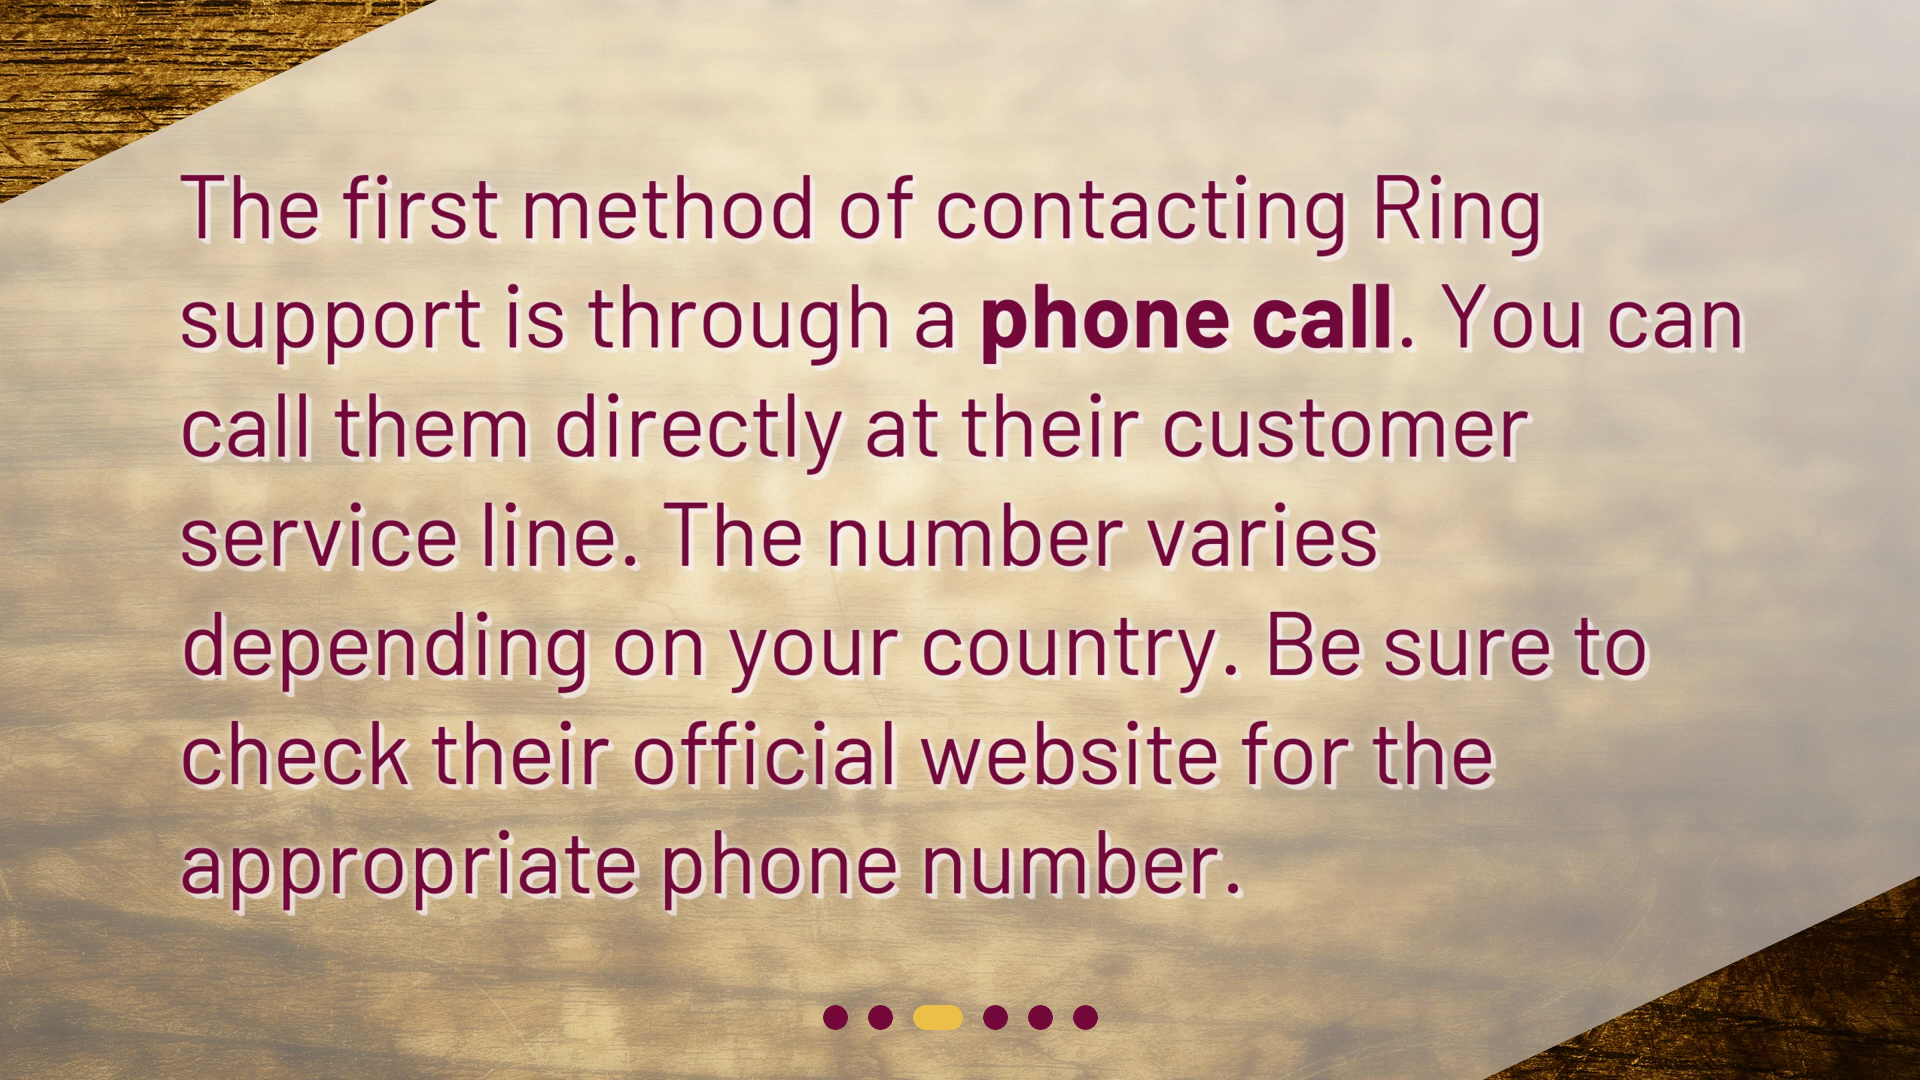 The first method of contacting Ring
support is through a phone call. You can
call them directly at their customer
service line. The number varies
depending on your country. Be sure to
check their official website for the
appropriate phone number.